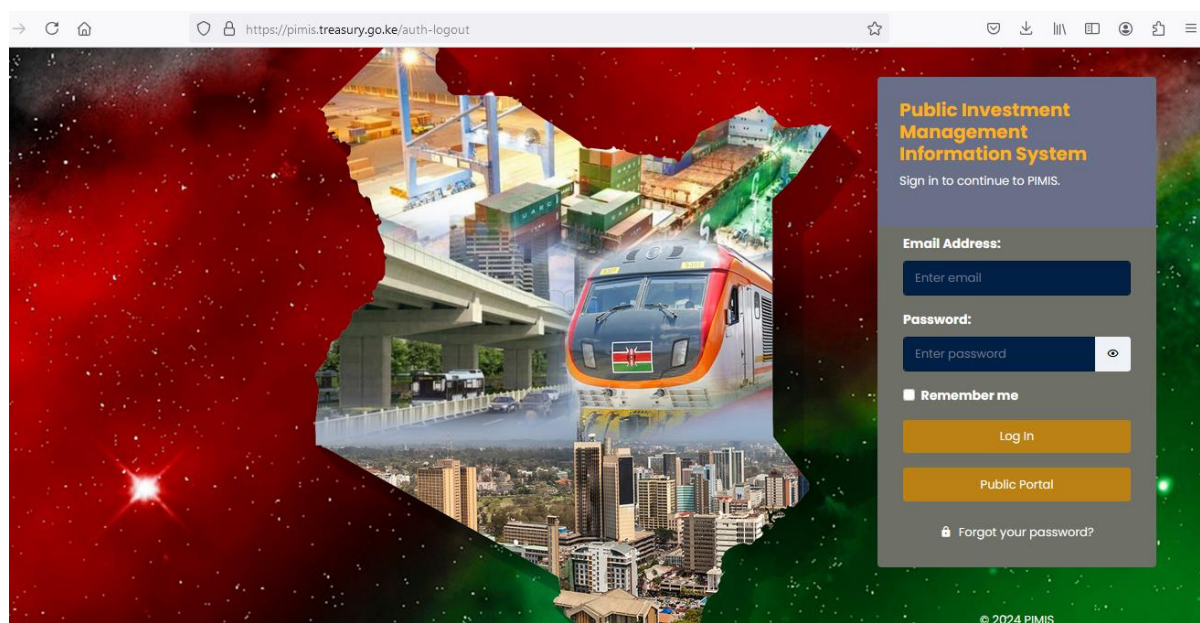 https://pimis.treasury.go.ke/auth-logout
Public Investment
Management
Information System
Sign in to continue to PIMIS.
Email Address:
Enter email
Password:
Enter password
Remember me
Log In
Public Portal
Forgot your password?
© 2024 PIMIS